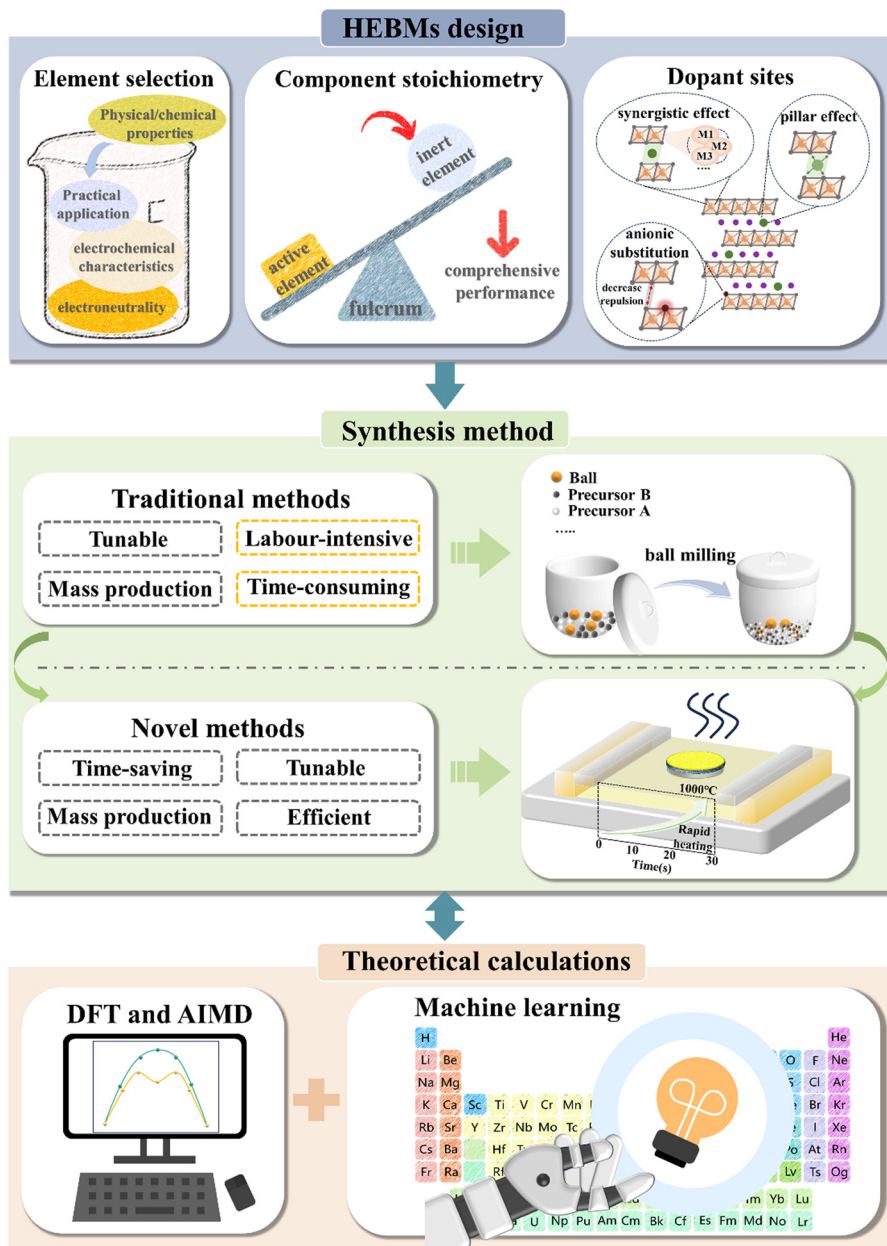 HEBMs design
Element selection
Physical/chemical
properties
Practical
application
electrochemical
characteristics
electroneutrality
Component stoichiometry
inert
element
active
element
fulcrum
comprehensive
performance
Dopant sites
synergistic effect
M1
M2
M3
....
pillar effect
anionic
substitution
decrease
repulsion
Synthesis method
Traditional methods
Tunable
Labour-intensive
Mass production
Time-consuming
Ball
Precursor B
Precursor A
.....
ball milling
Novel methods
Time-saving
Tunable
Mass production
Efficient
1000°C
Rapid
heating
0
10
20
30
Time(s)
Theoretical calculations
DFT and AIMD
Machine learning
H He
Li Be O F Ne
Na Mg S Cl Ar
K Ca Sc Ti V Cr Mn Br Kr
Rb Sr Y Zr Nb Mo Tc I Xe
Cs Ba Hf Po At Rn
Fr Ra Rf Lv Ts Og
Yb Lu
U Np Pu Am Cm Bk Cf Es Fm Md No Lr